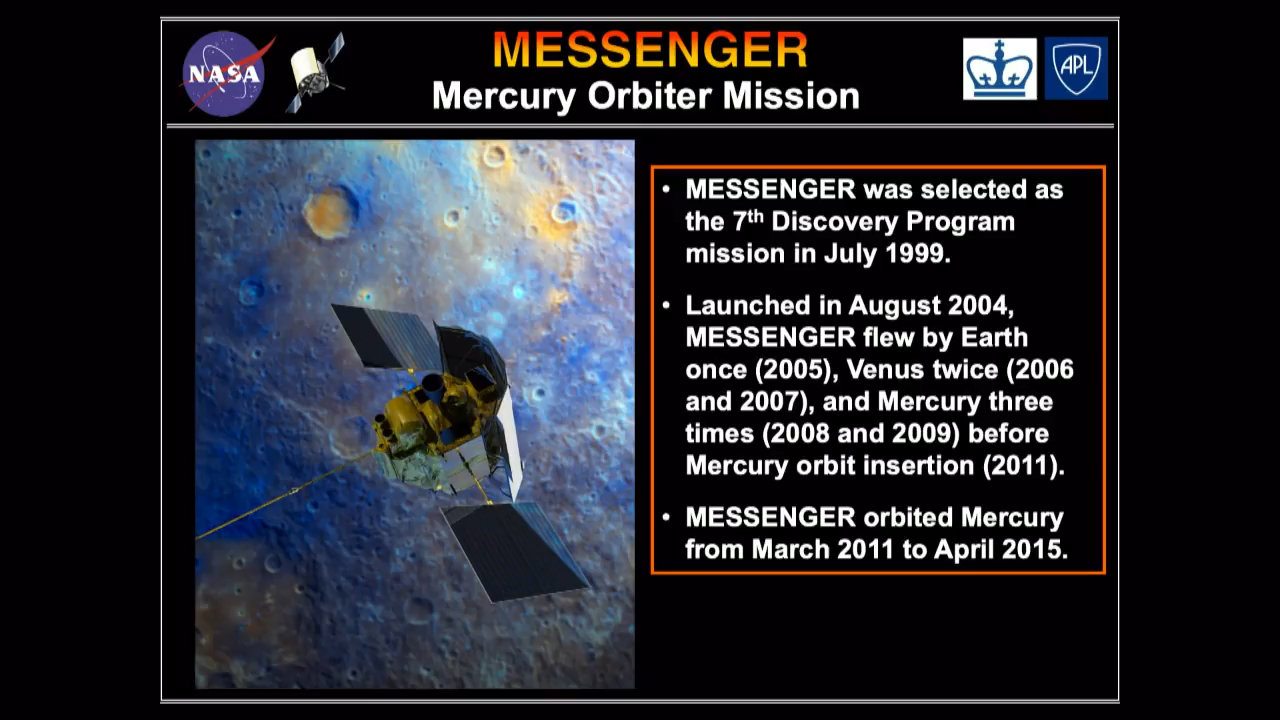 NASA
MESSENGER
Mercury Orbiter Mission
APL
• MESSENGER was selected as
the 7th Discovery Program
mission in July 1999.
• Launched in August 2004,
MESSENGER flew by Earth
once (2005), Venus twice (2006
and 2007), and Mercury three
times (2008 and 2009) before
Mercury orbit insertion (2011).
• MESSENGER orbited Mercury
from March 2011 to April 2015.